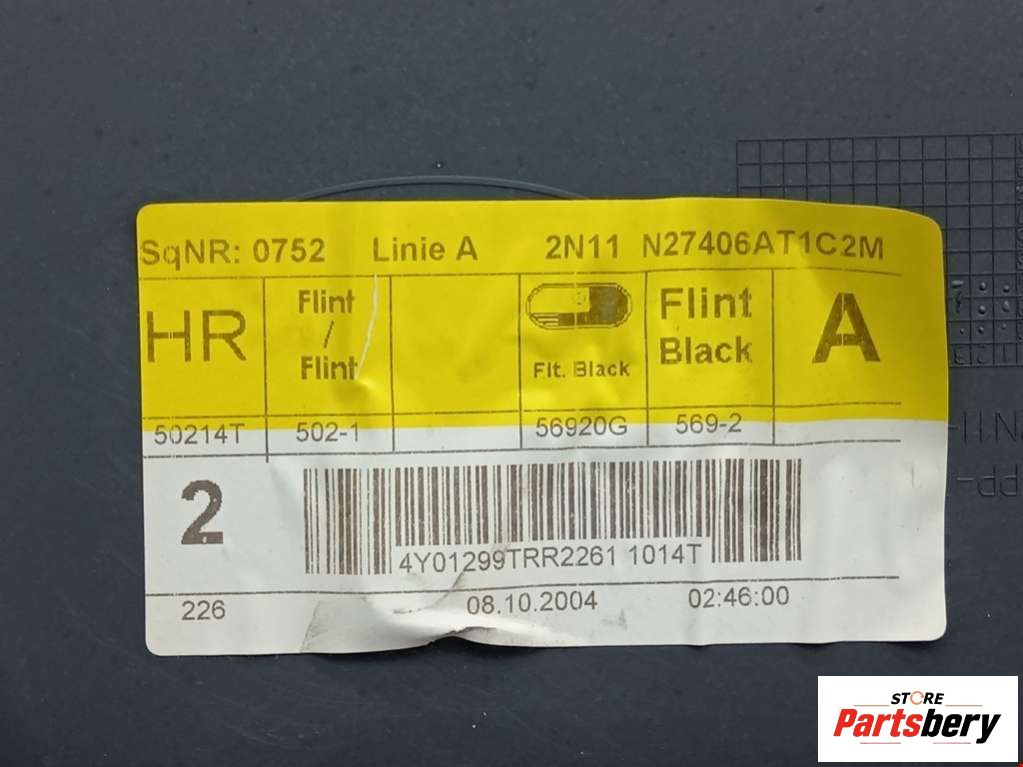 SqNR: 0752 Linie A 2N11 N27406AT1C2M
HR
Flint
/
Flint
Flt. Black
Flint
Black
A
50214T 502-1 56920G 569-2
2
4Y01299TRR2261 1014T
226 08.10.2004 02:46:00
STORE
Partsbery